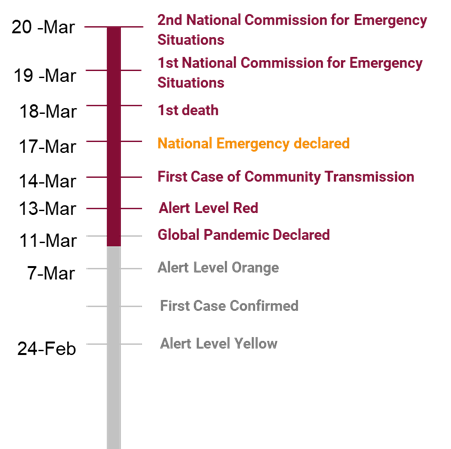 20 -Mar
2nd National Commission for Emergency
Situations
19 -Mar
1st National Commission for Emergency
Situations
18-Mar
1st death
17-Mar
National Emergency declared
14-Mar
First Case of Community Transmission
13-Mar
Alert Level Red
11-Mar
Global Pandemic Declared
7-Mar
Alert Level Orange
First Case Confirmed
24-Feb
Alert Level Yellow